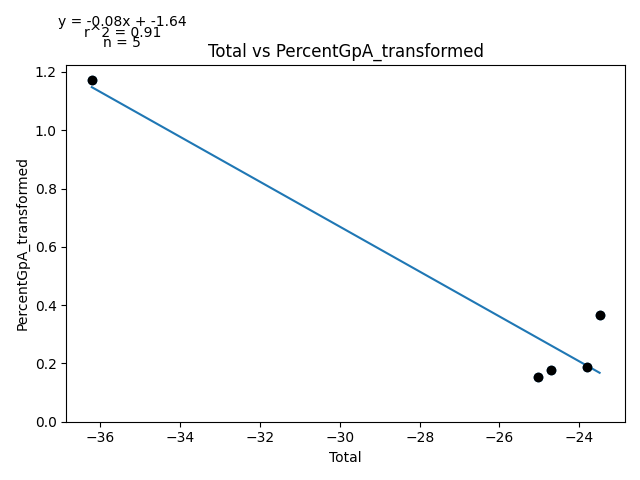 y = -0.08x + -1.64
r^2 = 0.91
n = 5
Total vs PercentGpA_transformed
1.2
1.0
0.8
0.6
0.4
0.2
0.0
PercentGpA_transformed
−36 −34 −32 −30 −28 −26 −24
Total